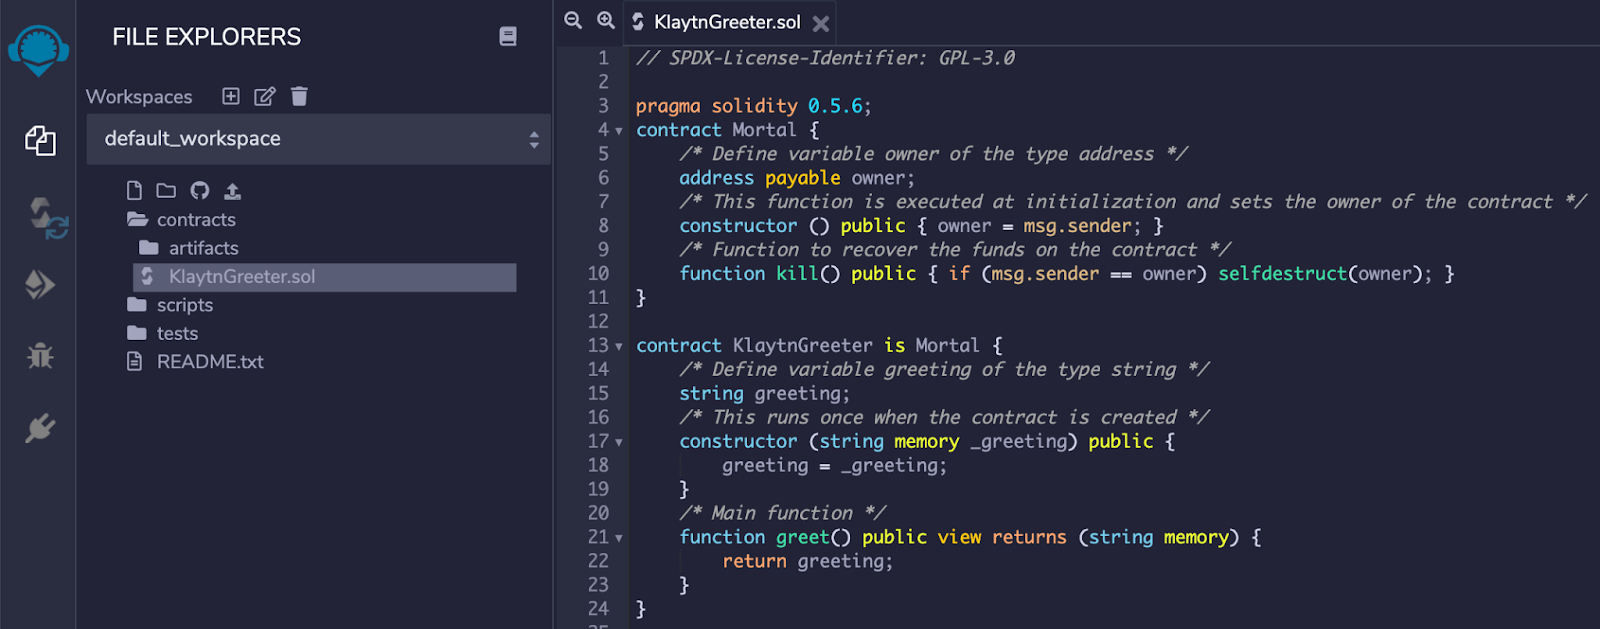 FILE EXPLORERS
Workspaces
default_workspace
contracts
artifacts
KlaytnGreeter.sol
scripts
tests
README.txt
KlaytnGreeter.sol
1 // SPDX-License-Identifier: GPL-3.0
2
3 pragma solidity 0.5.6;
4 contract Mortal {
5 /* Define variable owner of the type address */
6 address payable owner;
7 /* This function is executed at initialization and sets the owner of the contract */
8 constructor () public { owner = msg.sender; }
9 /* Function to recover the funds on the contract */
10 function kill() public { if (msg.sender == owner) selfdestruct(owner); }
11 }
12
13 contract KlaytnGreeter is Mortal {
14 /* Define variable greeting of the type string */
15 string greeting;
16 /* This runs once when the contract is created */
17 constructor (string memory _greeting) public {
18 greeting = _greeting;
19 }
20 /* Main function */
21 function greet() public view returns (string memory) {
22 return greeting;
23 }
24 }